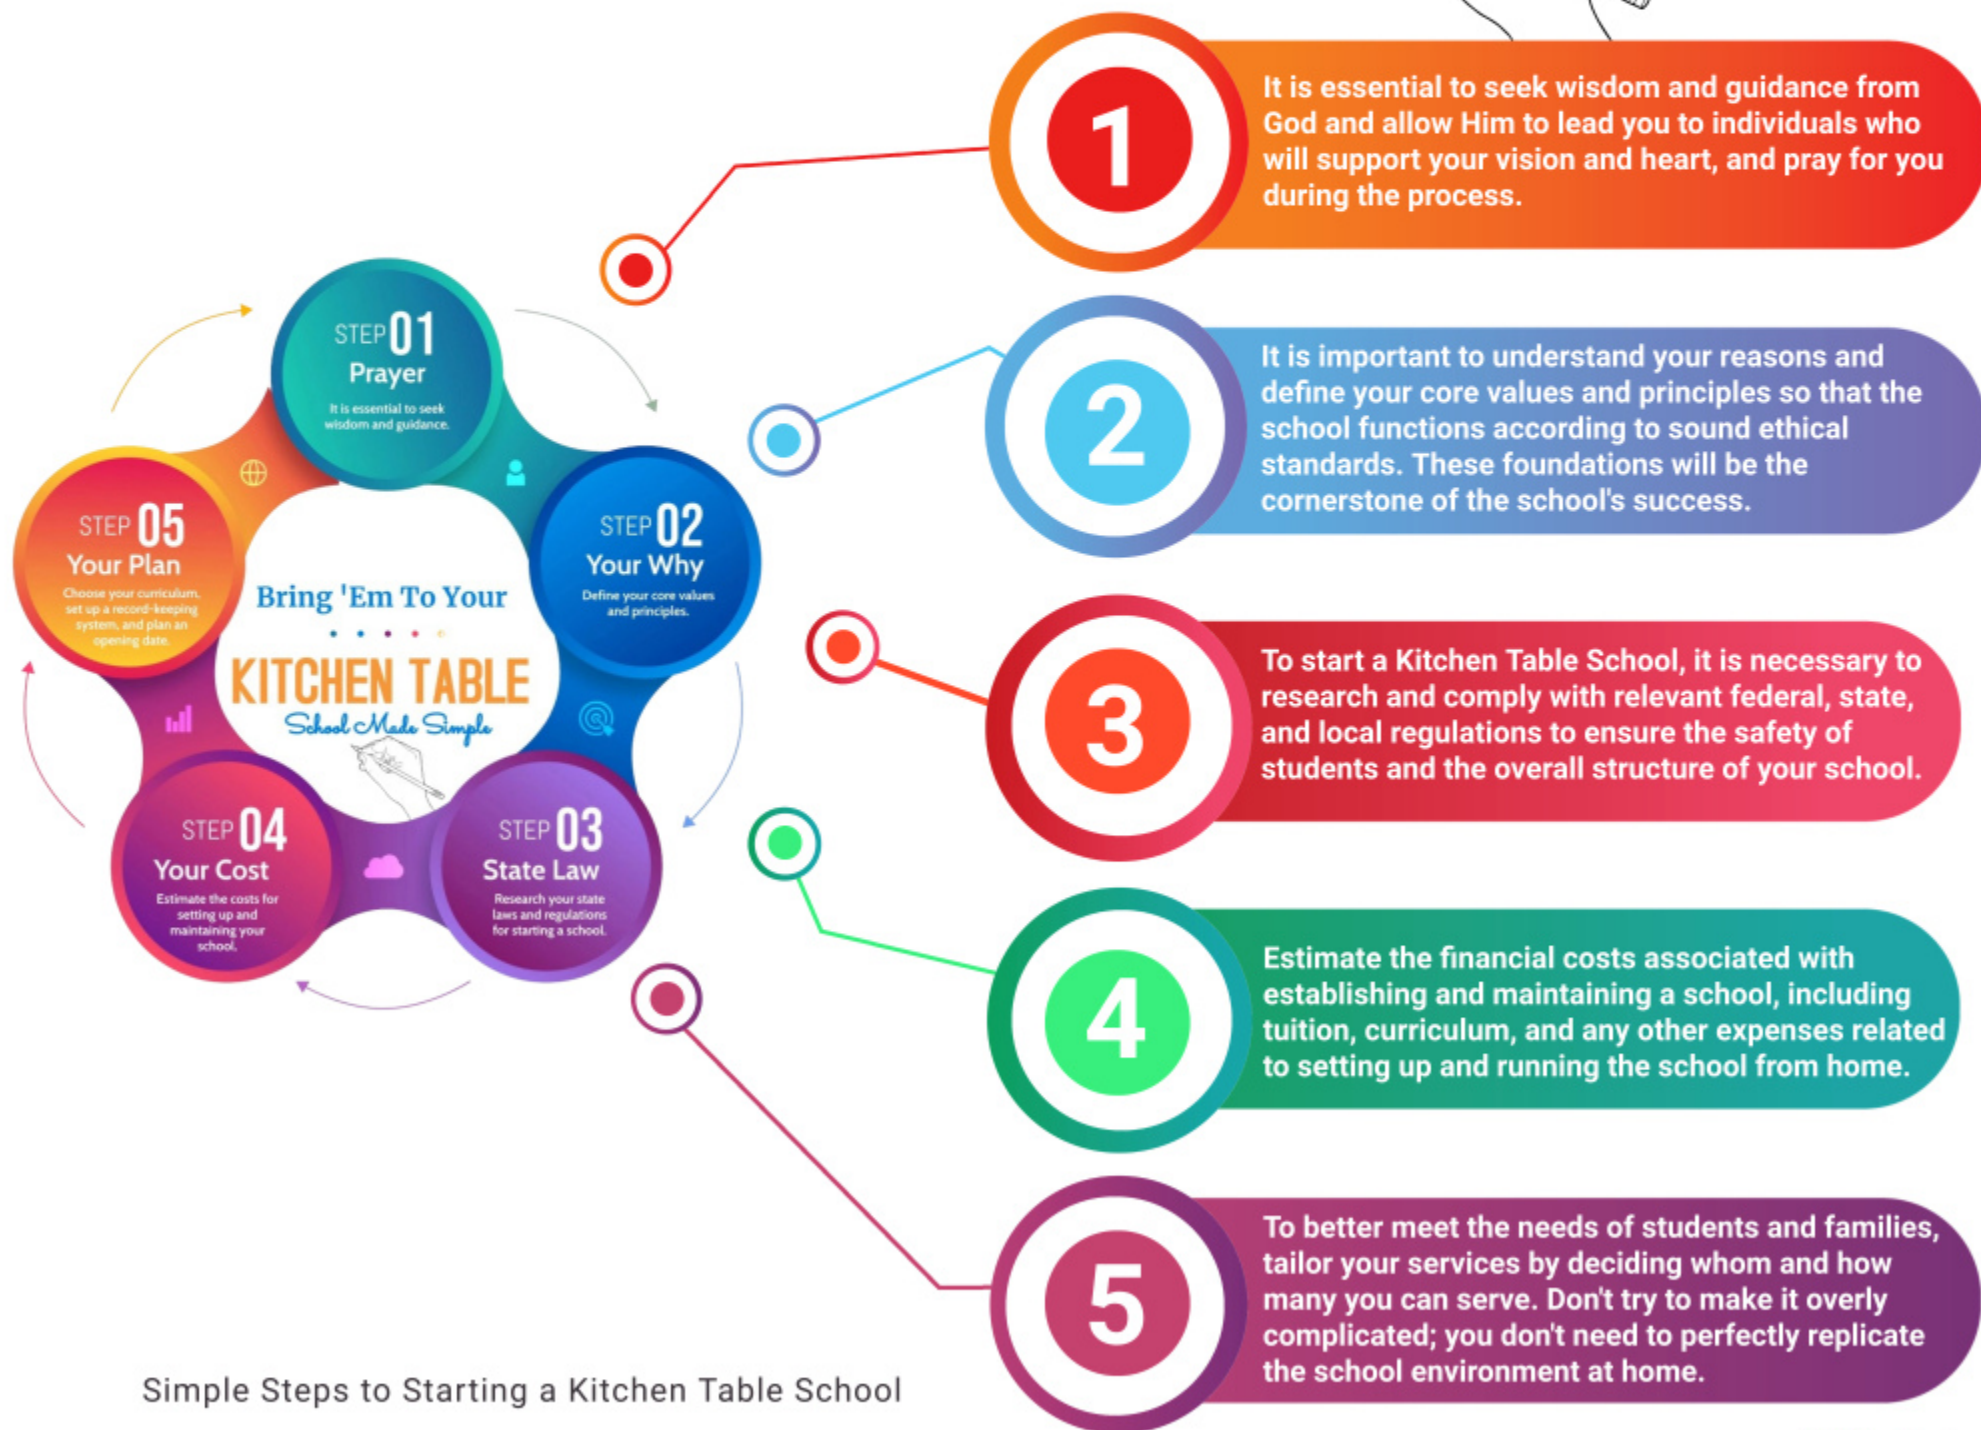 STEP 01
Prayer
It is essential to seek
wisdom and guidance.
STEP 02
Your Why
Define your core values
and principles.
STEP 03
State Law
Research your state
laws and regulations
for starting a school.
STEP 04
Your Cost
Estimate the costs for
setting up and
maintaining your
school.
STEP 05
Your Plan
Choose your curriculum,
set up a record-keeping
system, and plan an
opening date.
Bring 'Em To Your
KITCHEN TABLE
School Made Simple
1
It is essential to seek wisdom and guidance from
God and allow Him to lead you to individuals who
will support your vision and heart, and pray for you
during the process.
2
It is important to understand your reasons and
define your core values and principles so that the
school functions according to sound ethical
standards. These foundations will be the
cornerstone of the school's success.
3
To start a Kitchen Table School, it is necessary to
research and comply with relevant federal, state,
and local regulations to ensure the safety of
students and the overall structure of your school.
4
Estimate the financial costs associated with
establishing and maintaining a school, including
tuition, curriculum, and any other expenses related
to setting up and running the school from home.
5
To better meet the needs of students and families,
tailor your services by deciding whom and how
many you can serve. Don't try to make it overly
complicated; you don't need to perfectly replicate
the school environment at home.
Simple Steps to Starting a Kitchen Table School